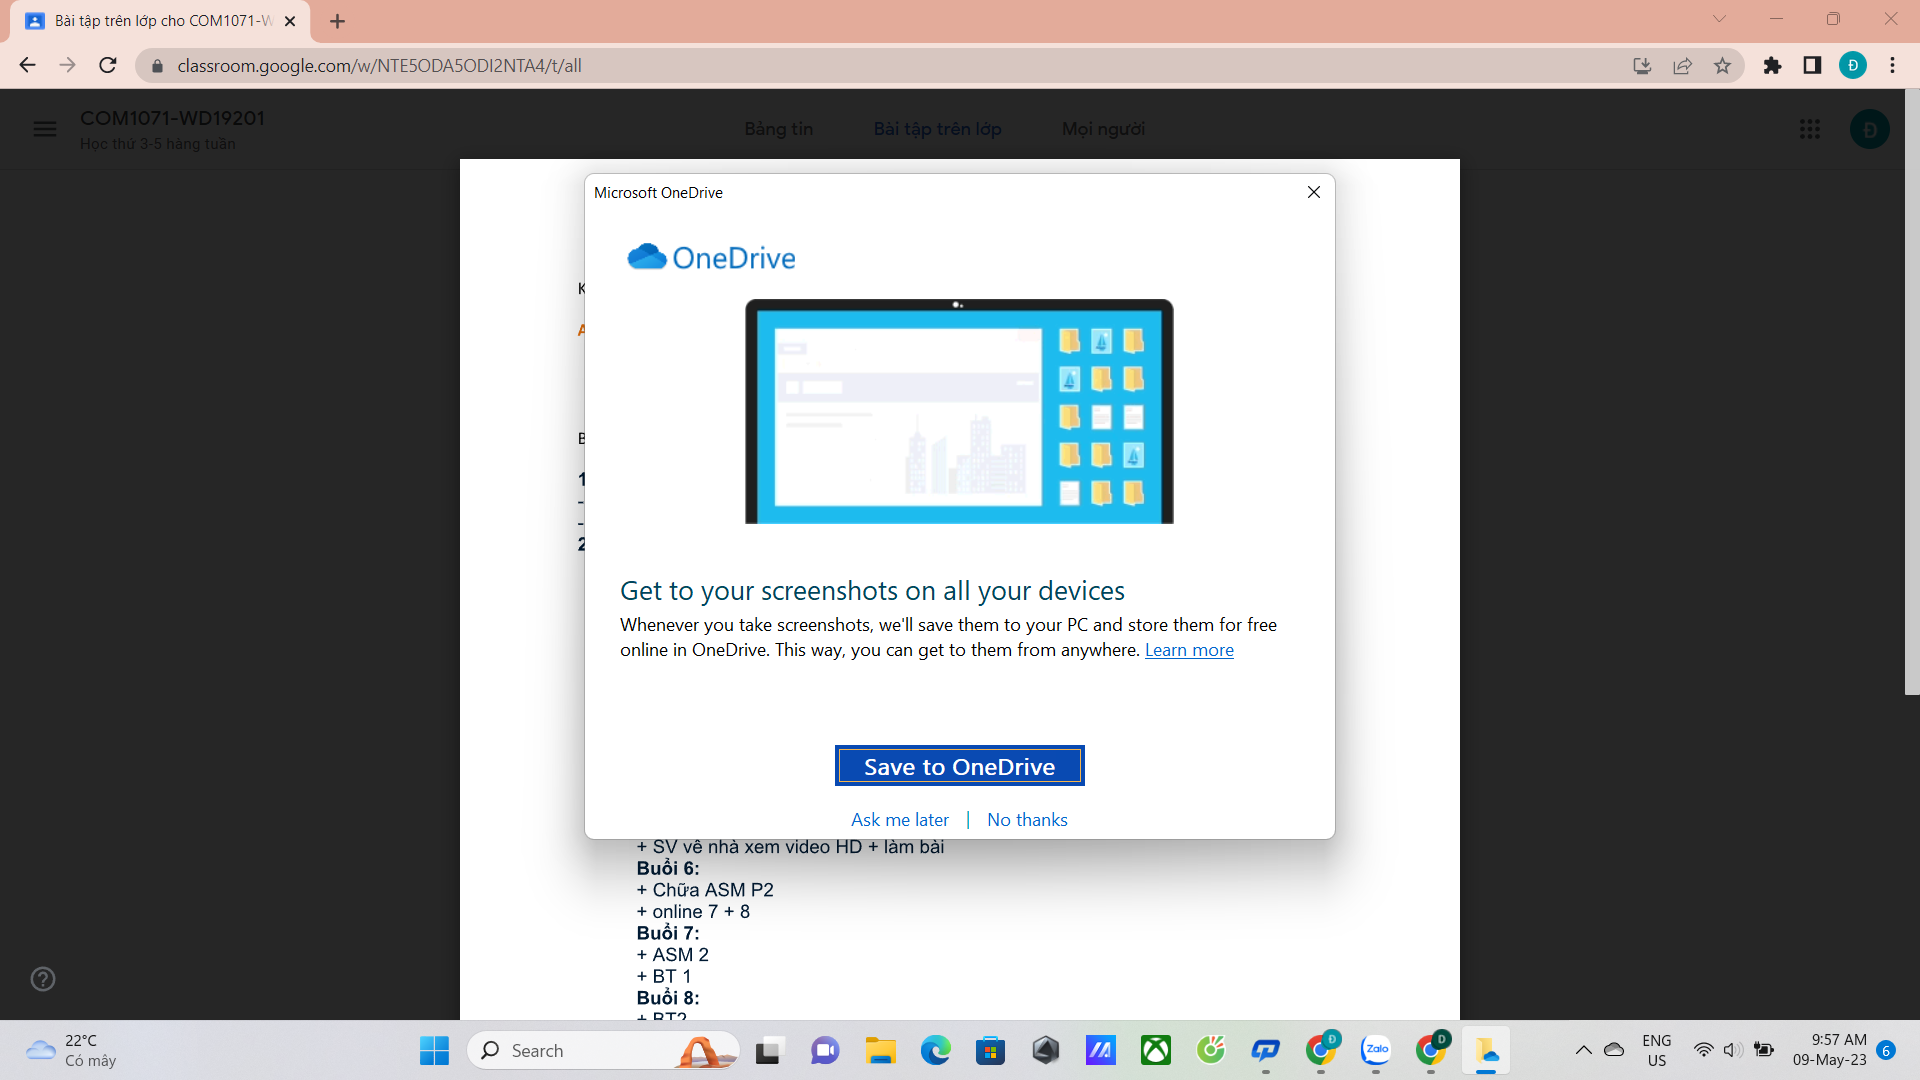 Bài tập trên lớp cho COM1071-W
classroom.google.com/w/NTE5ODA5ODI2NTA4/t/all
Đ
COM1071-WD19201
Học thứ 3-5 hàng tuần
Bảng tin
Bài tập trên lớp
Mọi người
Đ
Microsoft OneDrive
OneDrive
Get to your screenshots on all your devices
Whenever you take screenshots, we'll save them to your PC and store them for free
online in OneDrive. This way, you can get to them from anywhere. Learn more
Save to OneDrive
Ask me later | No thanks
+ SV về nhà xem video HD + làm bài
Buổi 6:
+ Chữa ASM P2
+ online 7 + 8
Buổi 7:
+ ASM 2
+ BT 1
Buổi 8:
+ BT2
22°C
Có mây
Search
Đ
Zalo
D
ENG
US
9:57 AM
09-May-23
6